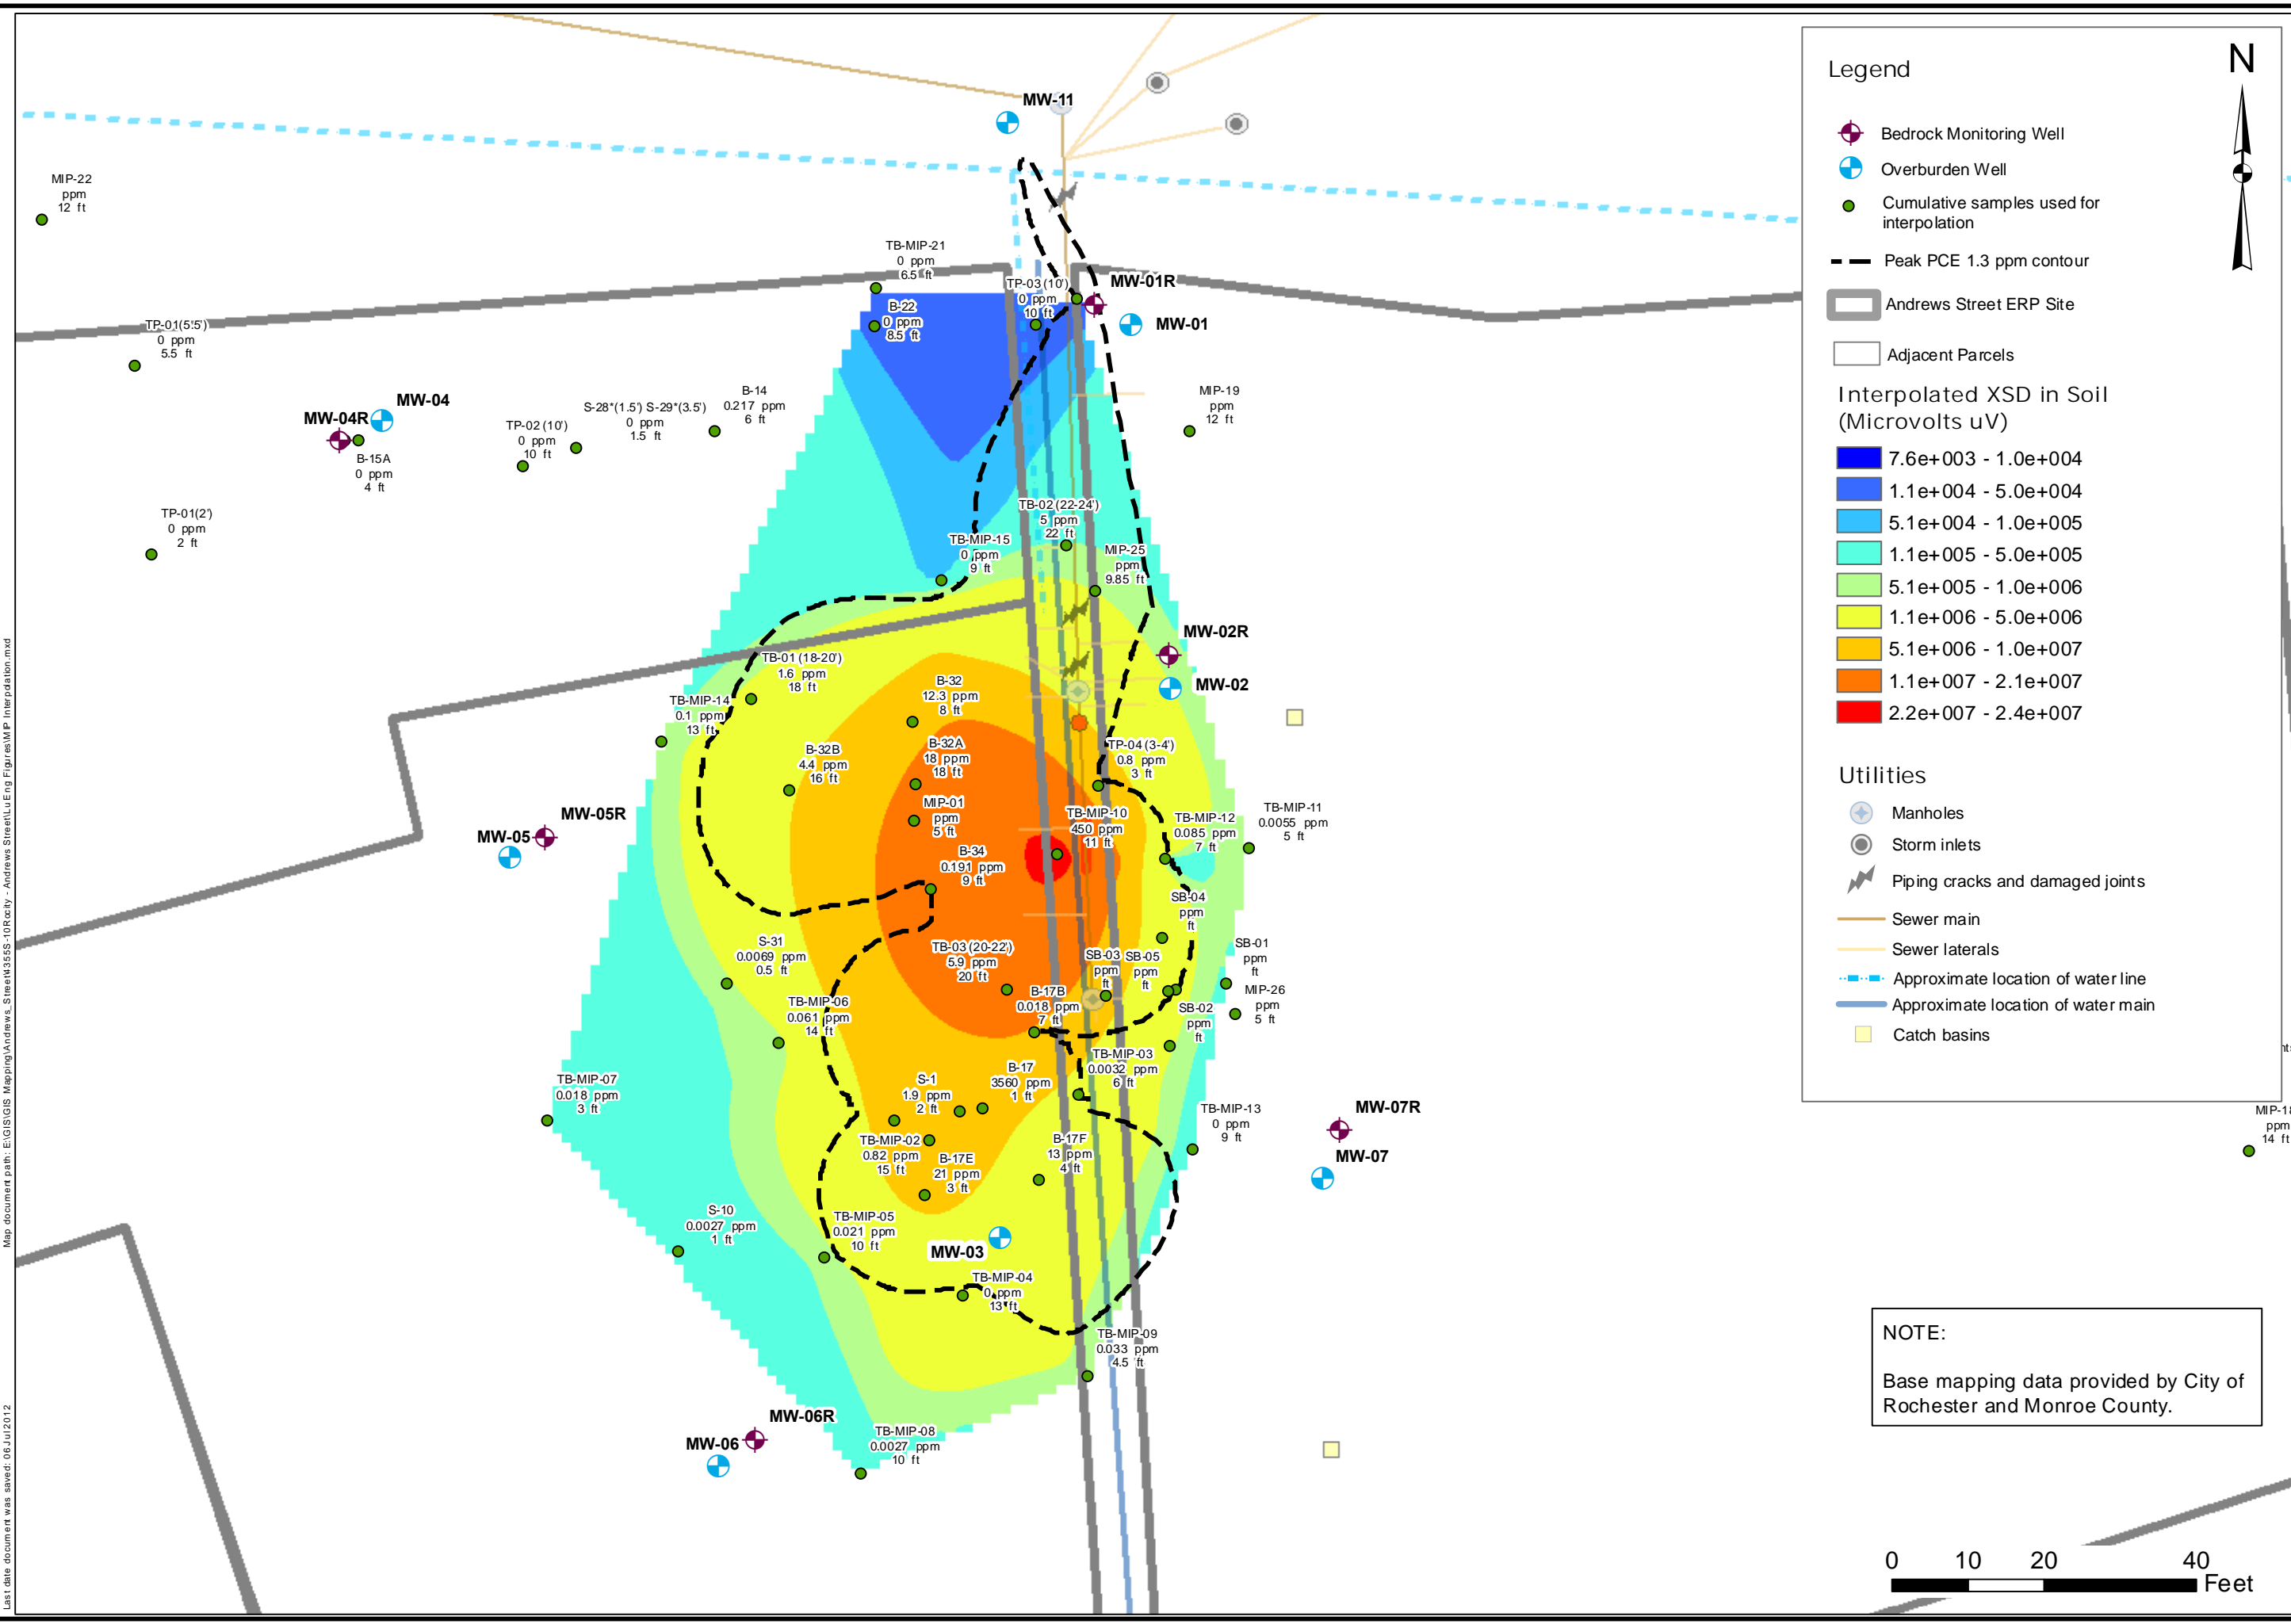 MW-11
MIP-22
ppm
12 ft
TB-MIP-21
0 ppm
6.5 ft
B-22
0 ppm
8.5 ft
TP-03 (10')
0 ppm
10 ft
MW-01R
MW-01
TP-01(5.5')
0 ppm
5.5 ft
MW-04
MW-04R
B-15A
0 ppm
4 ft
TP-02 (10')
0 ppm
10 ft
S-28*(1.5') S-29*(3.5')
0 ppm
1.5 ft
B-14
0.217 ppm
6 ft
MIP-19
ppm
12 ft
TP-01(2')
0 ppm
2 ft
TB-02 (22-24')
5 ppm
22 ft
TB-MIP-15
0 ppm
9 ft
MIP-25
ppm
9.85 ft
MW-02R
MW-02
TB-01 (18-20')
1.6 ppm
18 ft
TB-MIP-14
0.1 ppm
13 ft
B-32
12.3 ppm
8 ft
B-32B
4.4 ppm
16 ft
B-32A
18 ppm
18 ft
TP-04 (3-4')
0.8 ppm
3 ft
MIP-01
ppm
5 ft
TB-MIP-10
450 ppm
11 ft
TB-MIP-12
0.085 ppm
7 ft
TB-MIP-11
0.0055 ppm
5 ft
MW-05R
MW-05
B-34
0.191 ppm
9 ft
SB-04
ppm
ft
S-31
0.0069 ppm
0.5 ft
TB-03 (20-22')
5.9 ppm
20 ft
SB-03
ppm
ft
SB-05
ppm
ft
SB-01
ppm
ft
TB-MIP-06
0.061 ppm
14 ft
B-17B
0.018 ppm
7 ft
MIP-26
ppm
5 ft
SB-02
ppm
ft
TB-MIP-07
0.018 ppm
3 ft
S-1
1.9 ppm
2 ft
B-17
3560 ppm
1 ft
TB-MIP-03
0.0032 ppm
6 ft
TB-MIP-13
0 ppm
9 ft
MW-07R
MW-07
TB-MIP-02
0.82 ppm
15 ft
B-17E
21 ppm
3 ft
B-17F
13 ppm
4 ft
S-10
0.0027 ppm
1 ft
TB-MIP-05
0.021 ppm
10 ft
MW-03
TB-MIP-04
0 ppm
13 ft
TB-MIP-09
0.033 ppm
4.5 ft
MW-06R
MW-06
TB-MIP-08
0.0027 ppm
10 ft
MIP-18
ppm
14 ft
Legend
N
Bedrock Monitoring Well
Overburden Well
Cumulative samples used for
interpolation
Peak PCE 1.3 ppm contour
Andrews Street ERP Site
Adjacent Parcels
Interpolated XSD in Soil
(Microvolts uV)
7.6e+003 - 1.0e+004
1.1e+004 - 5.0e+004
5.1e+004 - 1.0e+005
1.1e+005 - 5.0e+005
5.1e+005 - 1.0e+006
1.1e+006 - 5.0e+006
5.1e+006 - 1.0e+007
1.1e+007 - 2.1e+007
2.2e+007 - 2.4e+007
Utilities
Manholes
Storm inlets
Piping cracks and damaged joints
Sewer main
Sewer laterals
Approximate location of water line
Approximate location of water main
Catch basins
NOTE:
Base mapping data provided by City of
Rochester and Monroe County.
0 10 20 40
Feet
Last date document was saved: 06 Jul 2012